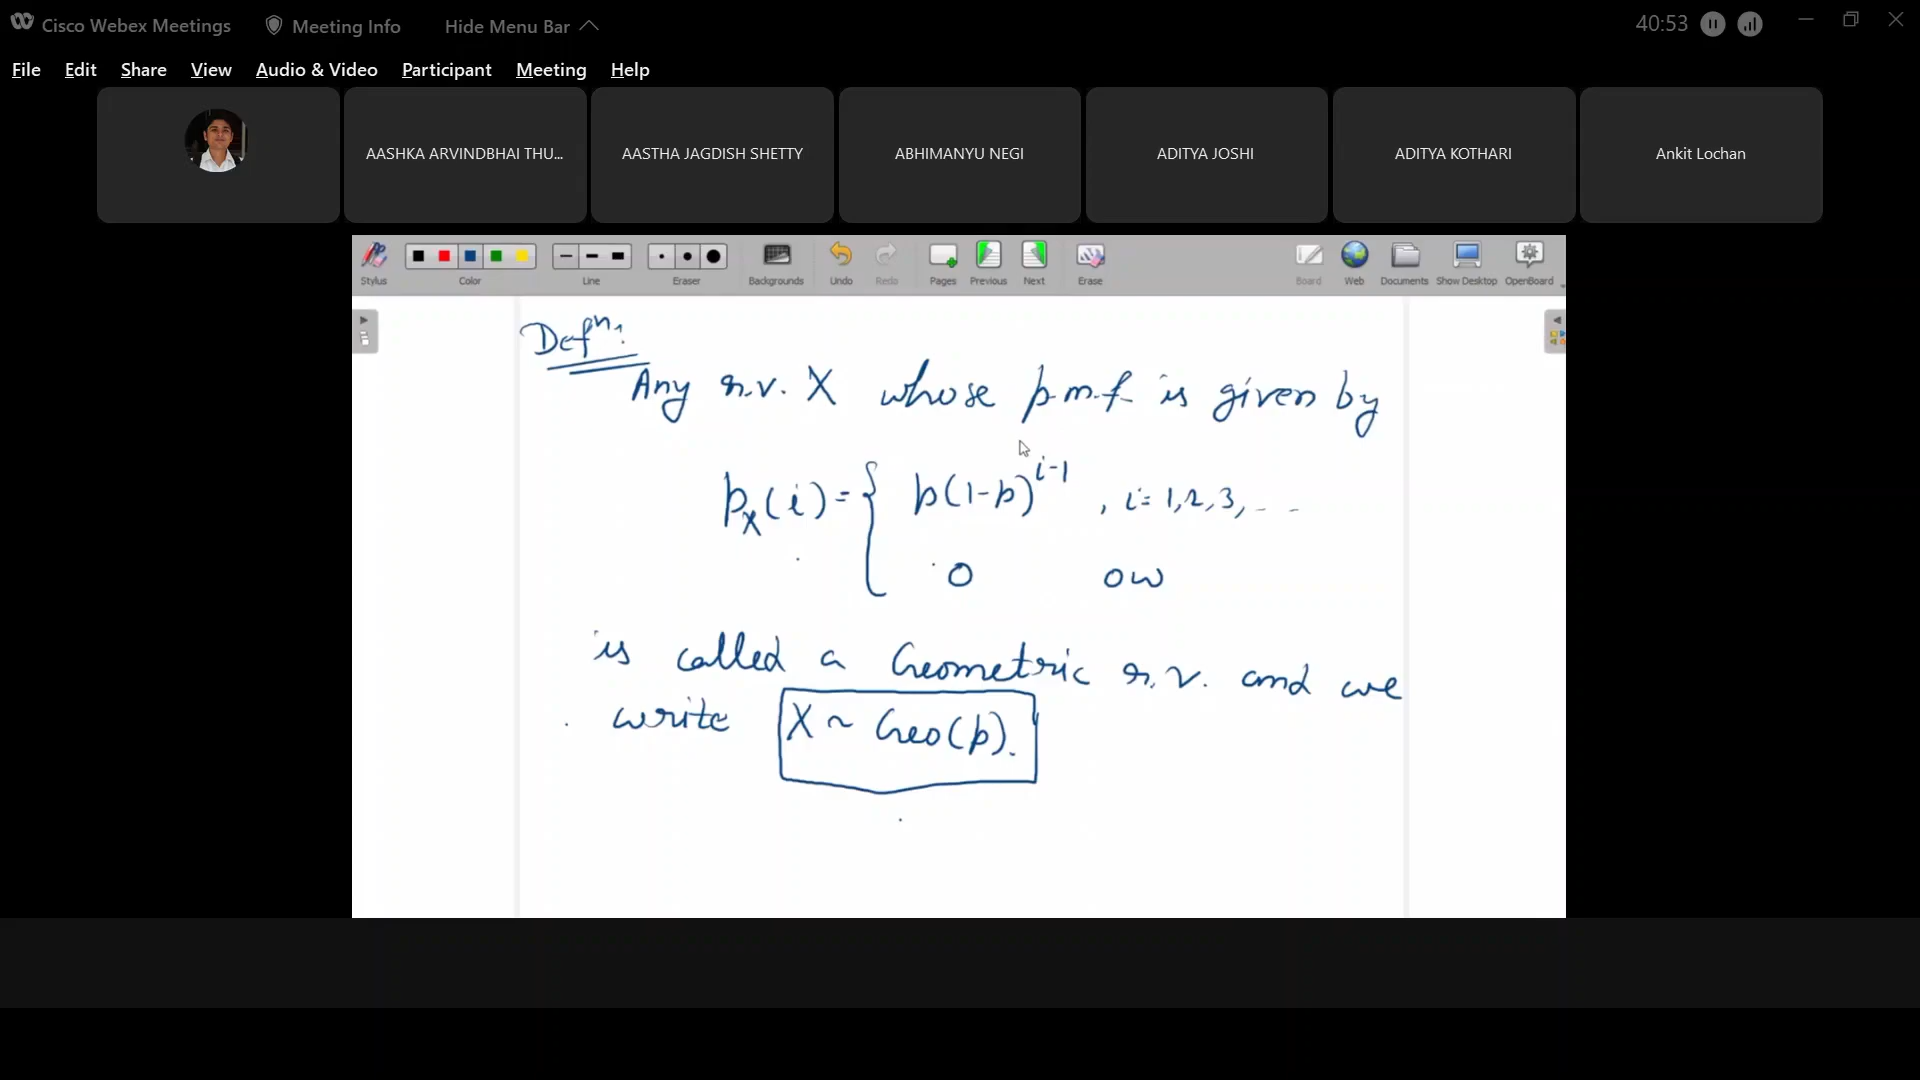 Cisco Webex Meetings Meeting Info Hide Menu Bar 40:53
File Edit Share View Audio & Video Participant Meeting Help
AASHKA ARVINDBHAI THU... AASTHA JAGDISH SHETTY ABHIMANYU NEGI ADITYA JOSHI ADITYA KOTHARI Ankit Lochan
Stylus Color Line Eraser Backgrounds Undo Redo Pages Previous Next Erase Board Web Documents Show Desktop OpenBoard
Defⁿ:
Any r.v. X whose p.m.f. is given by
p_X(i) = { p(1-p)^{i-1} , i = 1,2,3, - -
0 ow
is called a Geometric r.v. and we
write X ~ Geo(p).